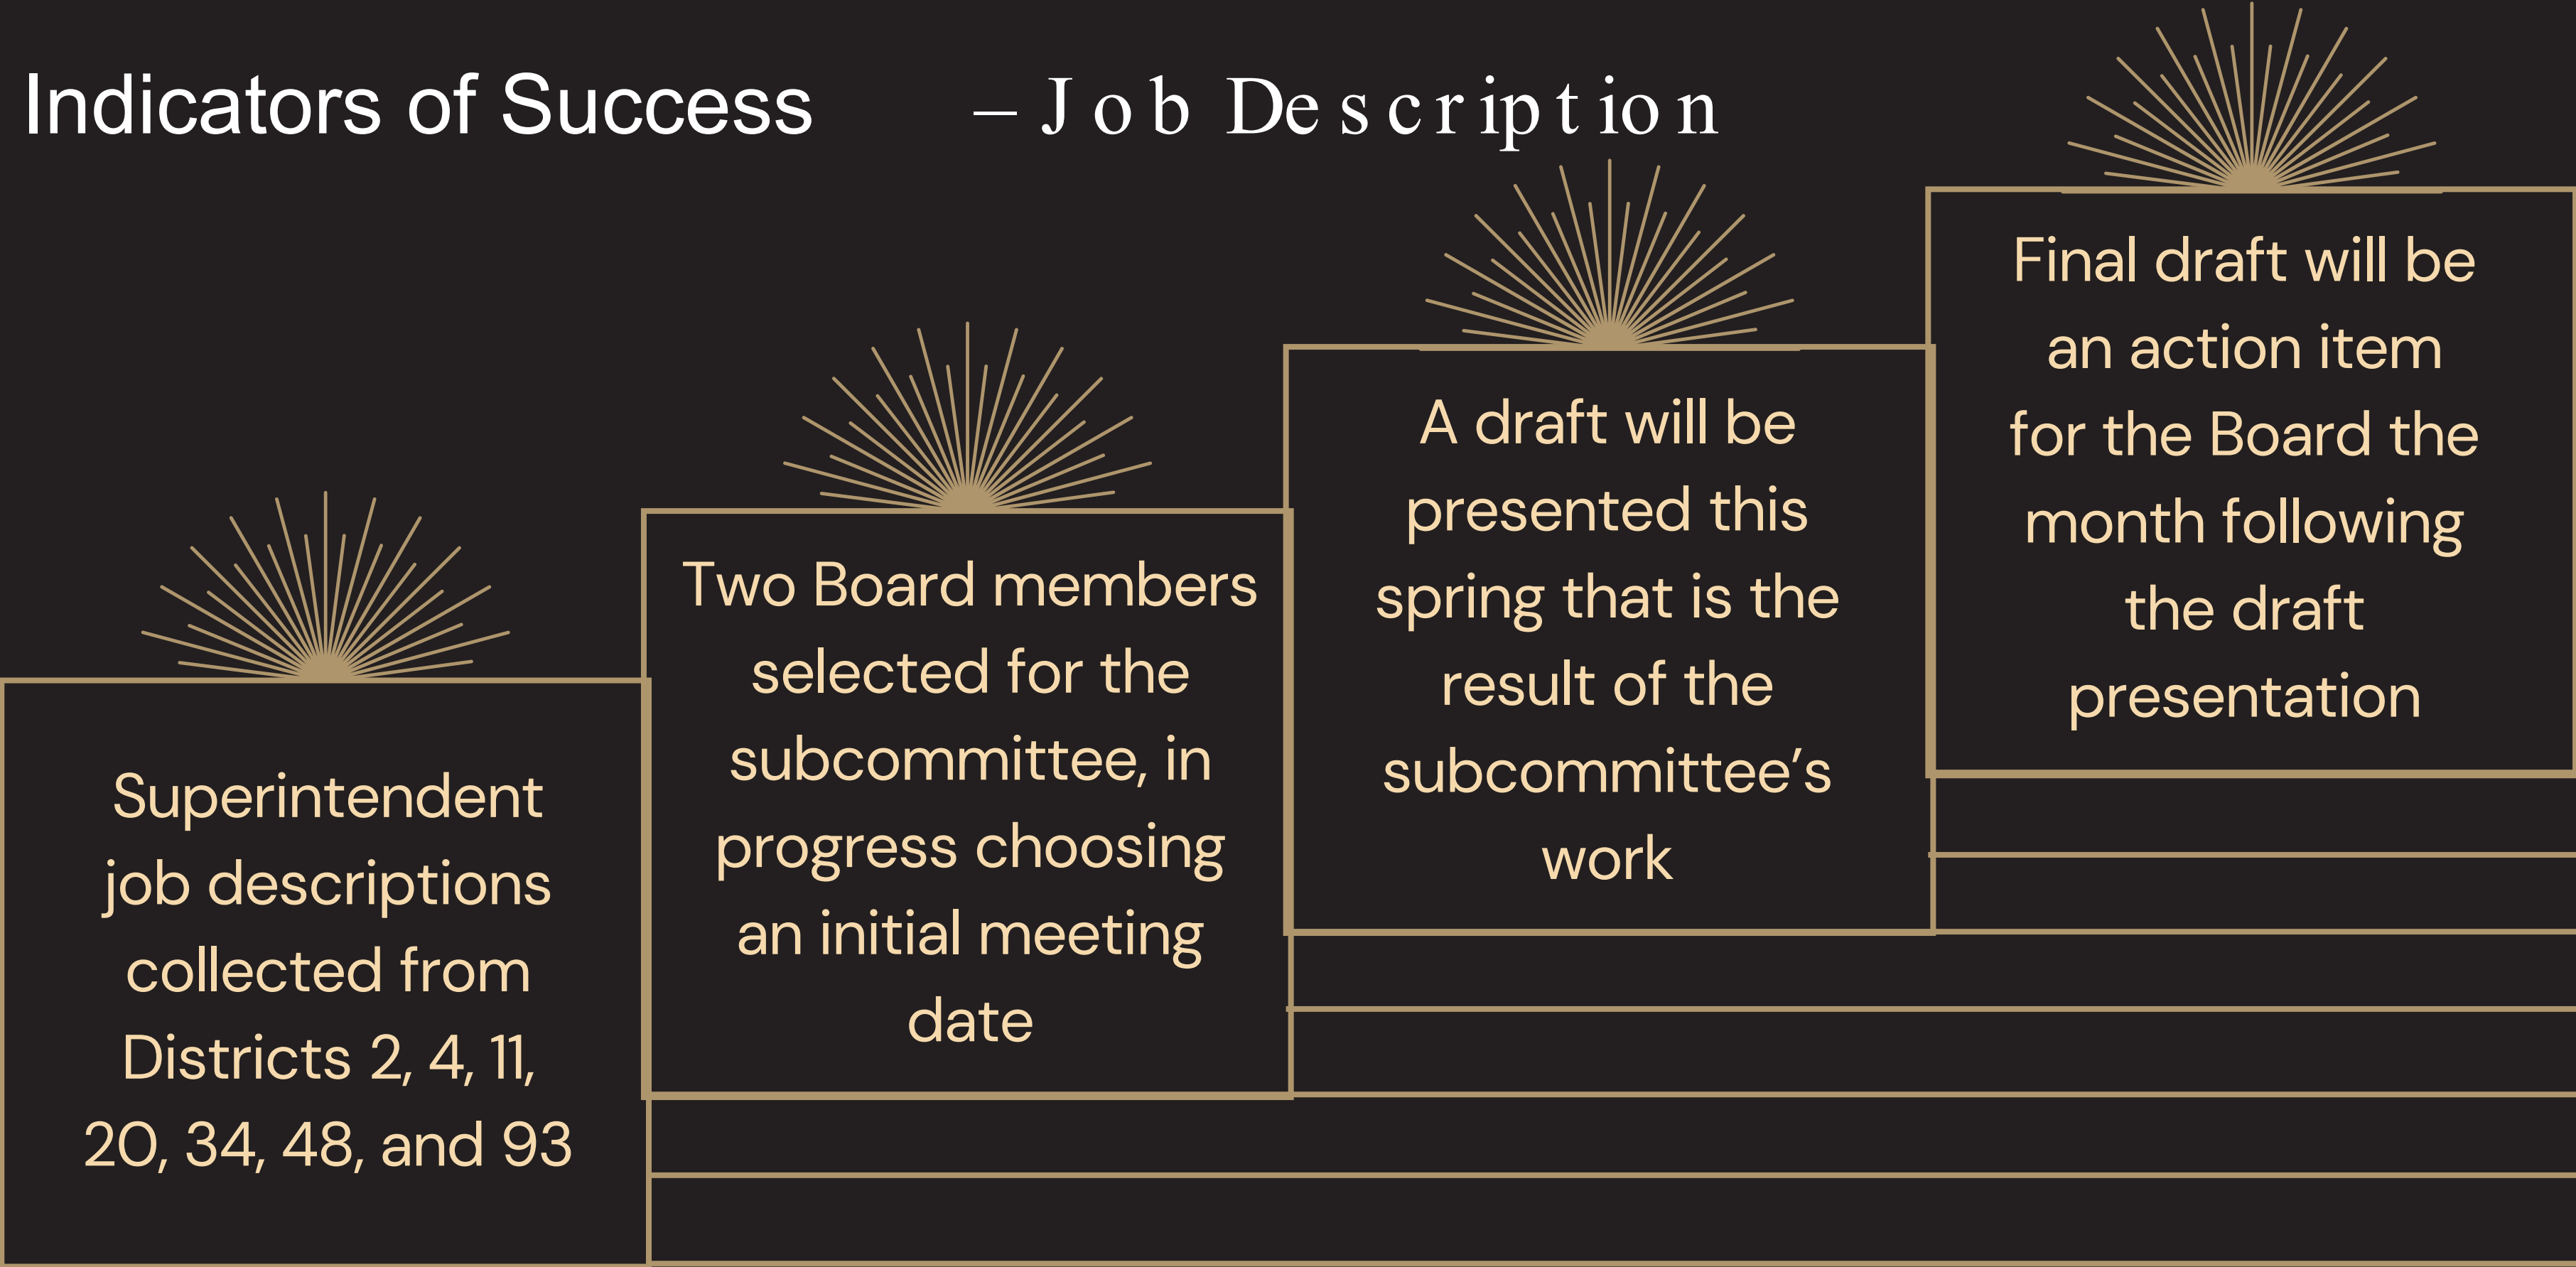 Indicators of Success – Job Description
Superintendent
job descriptions
collected from
Districts 2, 4, 11,
20, 34, 48, and 93
Two Board members
selected for the
subcommittee, in
progress choosing
an initial meeting
date
A draft will be
presented this
spring that is the
result of the
subcommittee’s
work
Final draft will be
an action item
for the Board the
month following
the draft
presentation